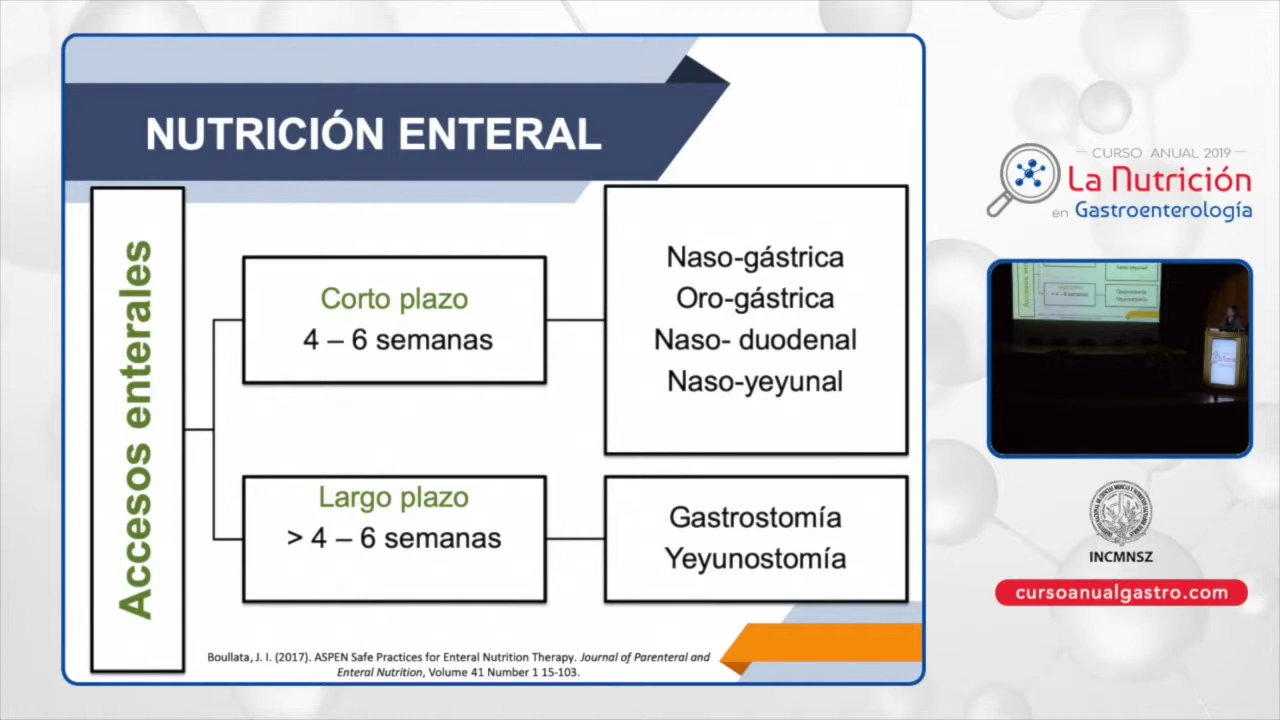 NUTRICIÓN ENTERAL
Accesos enterales
Corto plazo
4 – 6 semanas
Naso-gástrica
Oro-gástrica
Naso- duodenal
Naso-yeyunal
Largo plazo
> 4 – 6 semanas
Gastrostomía
Yeyunostomía
Boullata, J. I. (2017). ASPEN Safe Practices for Enteral Nutrition Therapy. Journal of Parenteral and
Enteral Nutrition, Volume 41 Number 1 15-103.
CURSO ANUAL 2019
La Nutrición
en Gastroenterología
INCMNSZ
cursoanualgastro.com